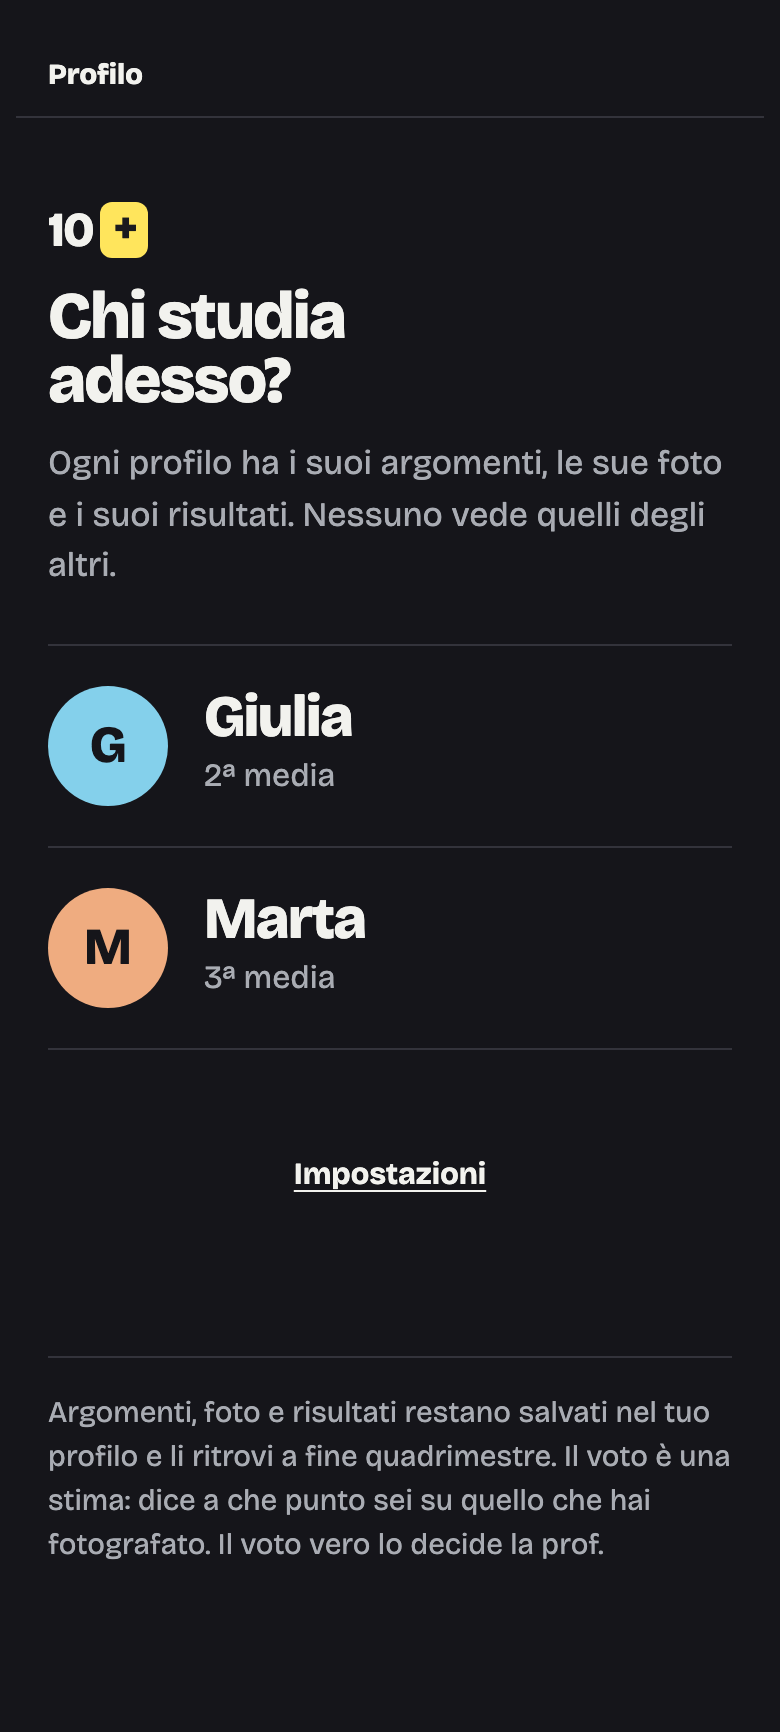 Profilo
10 +
Chi studia
adesso?
Ogni profilo ha i suoi argomenti, le sue foto
e i suoi risultati. Nessuno vede quelli degli
altri.
G
Giulia
2ª media
M
Marta
3ª media
Impostazioni
Argomenti, foto e risultati restano salvati nel tuo
profilo e li ritrovi a fine quadrimestre. Il voto è una
stima: dice a che punto sei su quello che hai
fotografato. Il voto vero lo decide la prof.